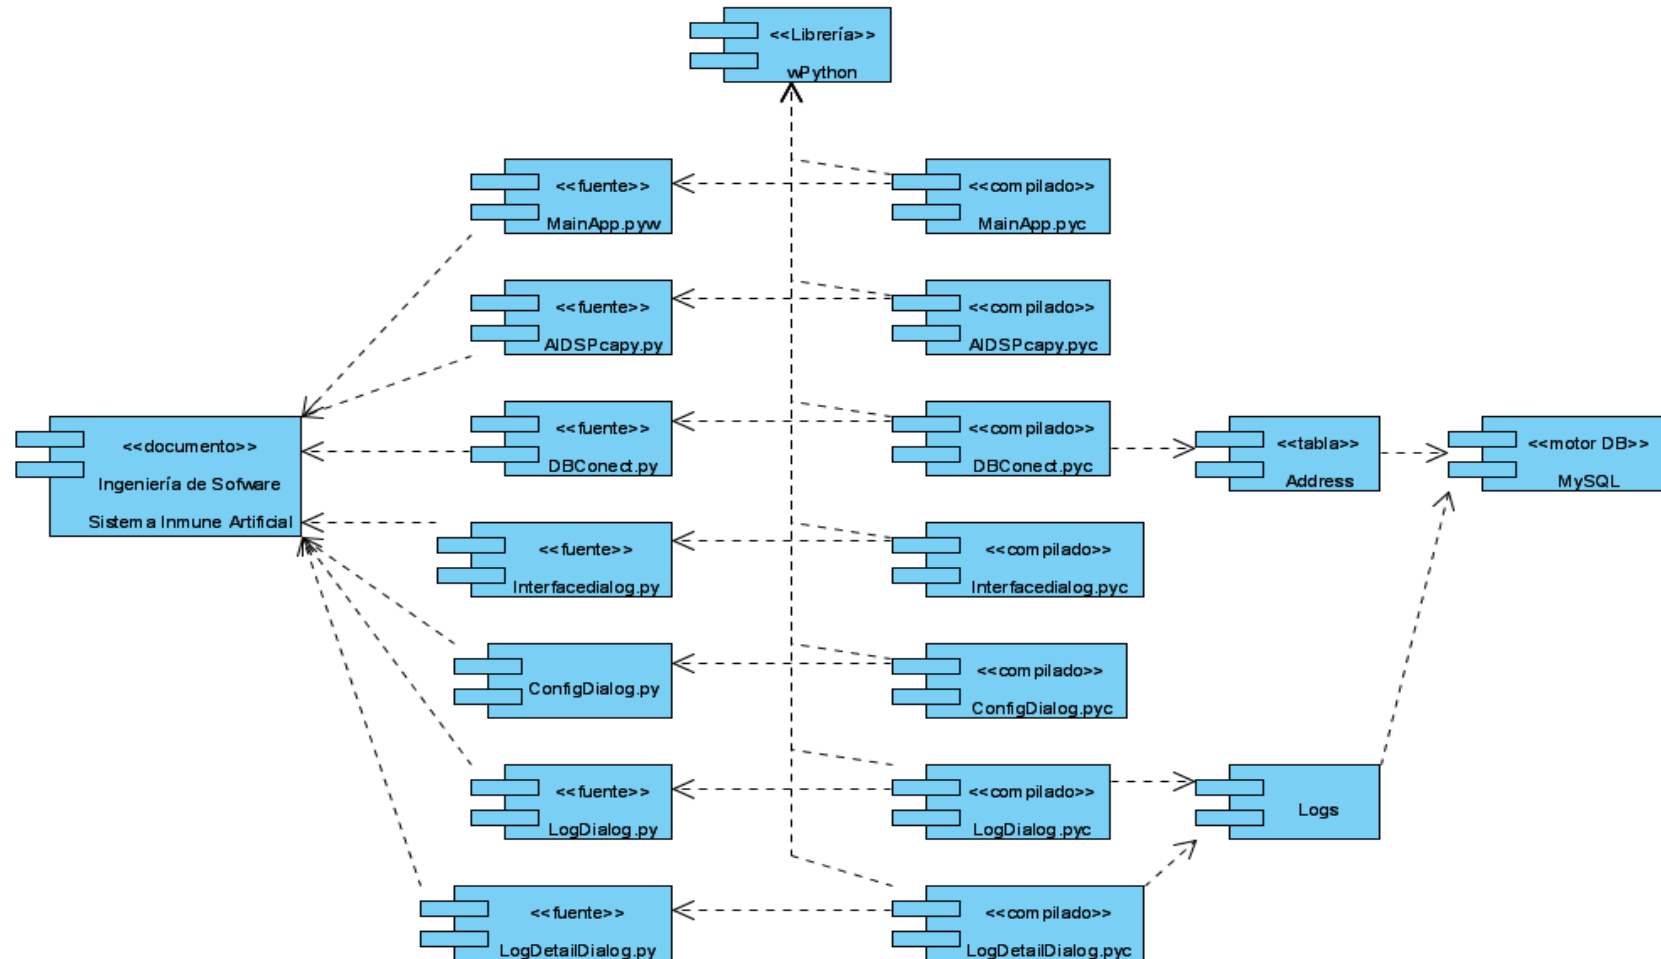 <<Librería>>
wPython
<<fuente>>
MainApp.pyw
<<compilado>>
MainApp.pyc
<<fuente>>
AIDSPcapy.py
<<compilado>>
AIDSPcapy.pyc
<<documento>>
Ingeniería de Sofware
Sistema Inmune Artificial
<<fuente>>
DBConect.py
<<compilado>>
DBConect.pyc
<<tabla>>
Address
<<motor DB>>
MySQL
<<fuente>>
Interfacedialog.py
<<compilado>>
Interfacedialog.pyc
ConfigDialog.py
<<compilado>>
ConfigDialog.pyc
<<fuente>>
LogDialog.py
<<compilado>>
LogDialog.pyc
Logs
<<fuente>>
LogDetailDialog.py
<<compilado>>
LogDetailDialog.pyc